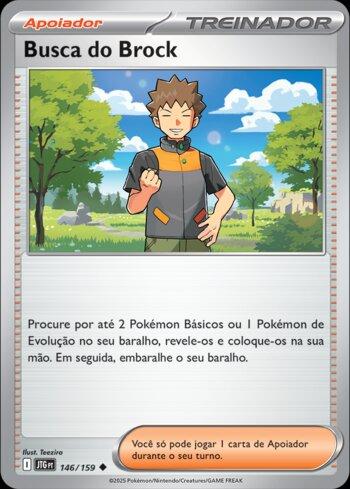 Apoiador
TREINADOR
Busca do Brock
Procure por até 2 Pokémon Básicos ou 1 Pokémon de
Evolução no seu baralho, revele-os e coloque-os na sua
mão. Em seguida, embaralhe o seu baralho.
Ilust. Teeziro
I JTG PT 146/159
Você só pode jogar 1 carta de Apoiador
durante o seu turno.
©2025 Pokémon/Nintendo/Creatures/GAME FREAK